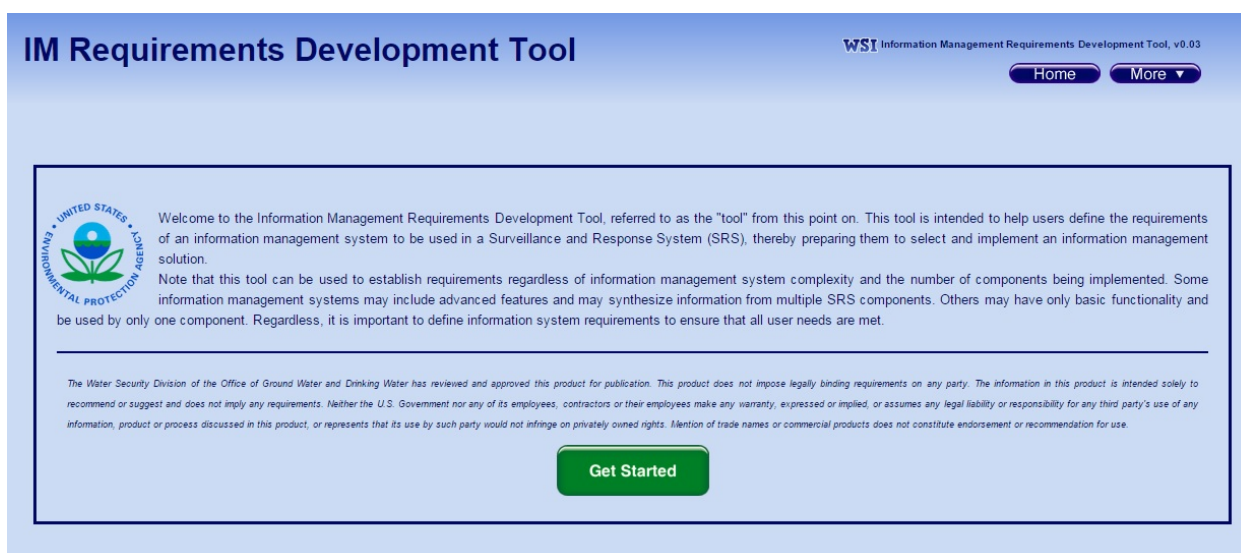 IM Requirements Development Tool
WSI Information Management Requirements Development Tool, v0.03
Home More ▼
UNITED STATES
ENVIRONMENTAL PROTECTION AGENCY
Welcome to the Information Management Requirements Development Tool, referred to as the "tool" from this point on. This tool is intended to help users define the requirements
of an information management system to be used in a Surveillance and Response System (SRS), thereby preparing them to select and implement an information management
solution.
Note that this tool can be used to establish requirements regardless of information management system complexity and the number of components being implemented. Some
information management systems may include advanced features and may synthesize information from multiple SRS components. Others may have only basic functionality and
be used by only one component. Regardless, it is important to define information system requirements to ensure that all user needs are met.
The Water Security Division of the Office of Ground Water and Drinking Water has reviewed and approved this product for publication. This product does not impose legally binding requirements on any party. The information in this product is intended solely to
recommend or suggest and does not imply any requirements. Neither the U.S. Government nor any of its employees, contractors or their employees make any warranty, expressed or implied, or assumes any legal liability or responsibility for any third party's use of any
information, product or process discussed in this product, or represents that its use by such party would not infringe on privately owned rights. Mention of trade names or commercial products does not constitute endorsement or recommendation for use.
Get Started